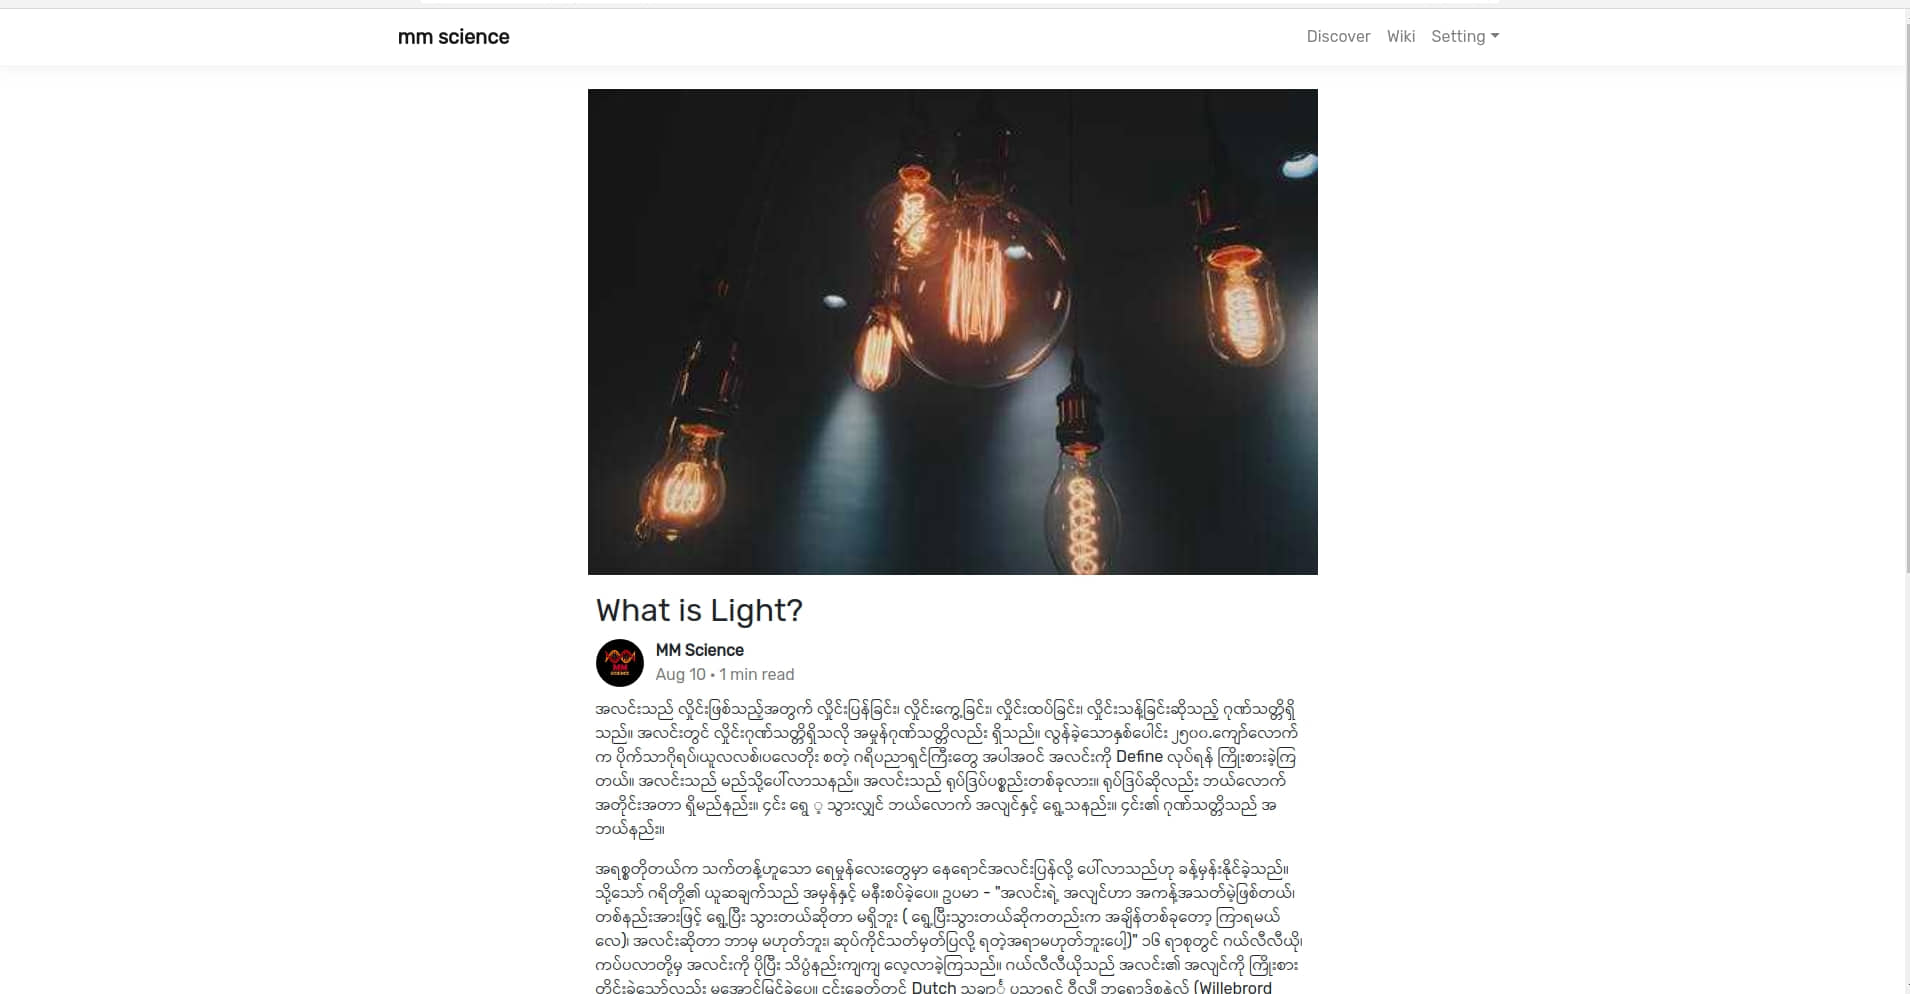 mm science
Discover
Wiki
Setting
What is Light?
MM
SCIENCE
MM Science
Aug 10 • 1 min read
အလင်းသည် လှိုင်းဖြစ်သည့်အတွက် လှိုင်းပြန်ခြင်း၊ လှိုင်းကွေ့ခြင်း၊ လှိုင်းထပ်ခြင်း၊ လှိုင်းသန့်ခြင်းဆိုသည့် ဂုဏ်သတ္တိရှိ
သည်။ အလင်းတွင် လှိုင်းဂုဏ်သတ္တိရှိသလို အမှုန်ဂုဏ်သတ္တိလည်း ရှိသည်။ လွန်ခဲ့သောနှစ်ပေါင်း ၂၅၀၀.ကျော်လောက်
က ပိုက်သာဂိုရပ်၊ယူလလစ်၊ပလေတိုး စတဲ့ ဂရိပညာရှင်ကြီးတွေ အပါအဝင် အလင်းကို Define လုပ်ရန် ကြိုးစားခဲ့ကြ
တယ်။ အလင်းသည် မည်သို့ပေါ်လာသနည်။ အလင်းသည် ရုပ်ဒြပ်ပစ္စည်းတစ်ခုလား။ ရုပ်ဒြပ်ဆိုလည်း ဘယ်လောက်
အတိုင်းအတာ ရှိမည်နည်း။ ၄င်း ရွေ ့ သွားလျှင် ဘယ်လောက် အလျင်နှင့် ရွေ့သနည်း။ ၄င်း၏ ဂုဏ်သတ္တိသည် အ
ဘယ်နည်း။
အရစ္စတိုတယ်က သက်တန့်ဟူသော ရေမှုန်လေးတွေမှာ နေရောင်အလင်းပြန်လို့ ပေါ်လာသည်ဟု ခန့်မှန်းနိုင်ခဲ့သည်။
သို့သော် ဂရိတို့၏ ယူဆချက်သည် အမှန်နှင့် မနီးစပ်ခဲ့ပေ။ ဥပမာ - "အလင်းရဲ့ အလျင်ဟာ အကန့်အသတ်မဲ့ဖြစ်တယ်၊
တစ်နည်းအားဖြင့် ရွေ့ပြီး သွားတယ်ဆိုတာ မရှိဘူး ( ရွေ့ပြီးသွားတယ်ဆိုကတည်းက အချိန်တစ်ခုတော့ ကြာရမယ်
လေ)၊ အလင်းဆိုတာ ဘာမှ မဟုတ်ဘူး၊ ဆုပ်ကိုင်သတ်မှတ်ပြလို့ ရတဲ့အရာမဟုတ်ဘူးပေါ့)" ၁၆ ရာစုတွင် ဂယ်လီလီယို၊
ကပ်ပလာတို့မှ အလင်းကို ပိုပြီး သိပ္ပံနည်းကျကျ လေ့လာခဲ့ကြသည်။ ဂယ်လီလီယိုသည် အလင်း၏ အလျင်ကို ကြိုးစား
တိုင်းခဲ့သော်လည်း မအောင်မြင်ခဲ့ပေ။ ၎င်းခေတ်တွင် Dutch (Willebrord